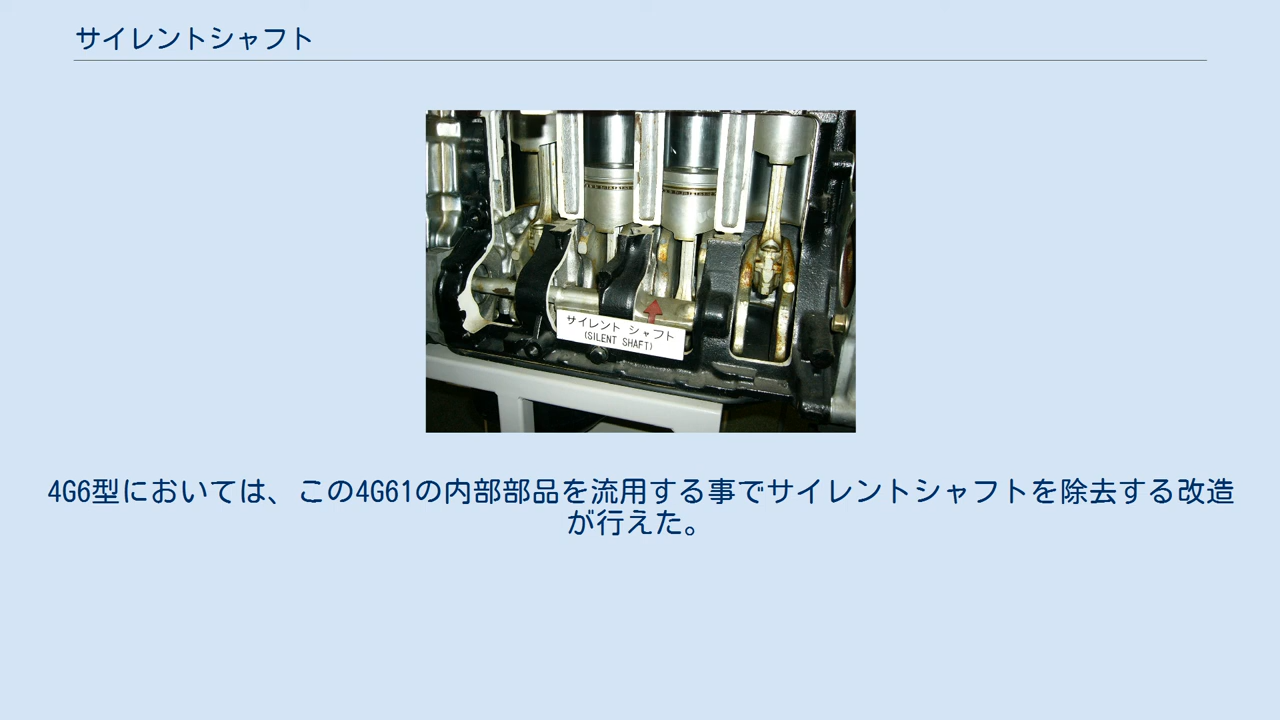 サイレントシャフト
サイレント シャフト
(SILENT SHAFT)
4G6型においては、この4G61の内部部品を流用する事でサイレントシャフトを除去する改造
が行えた。